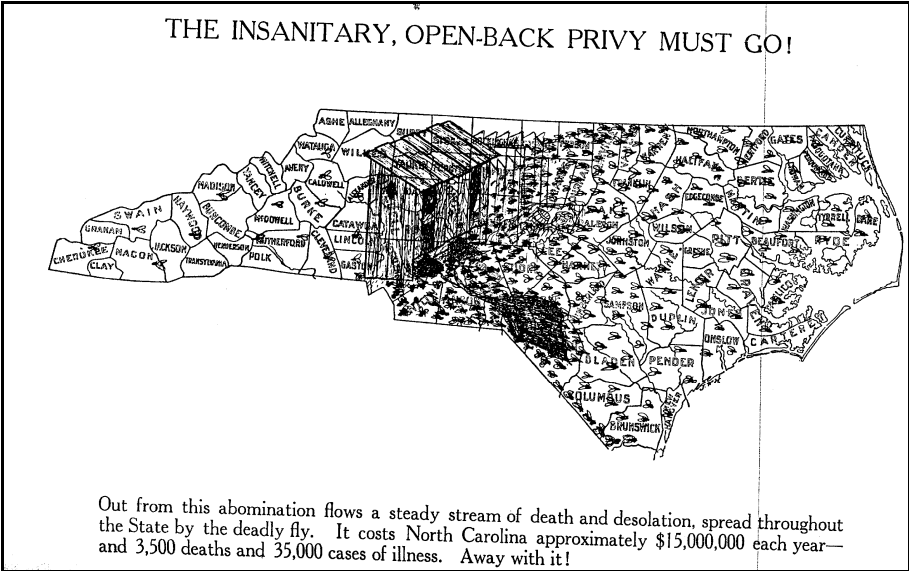 THE INSANITARY, OPEN-BACK PRIVY MUST GO!
ASHE ALLEGHANY
WATAUGA
NORTHAMPTON
GATES
MITCHELL
AVERY
HALIFAX
CALDWELL
MADISON
YANCEY
BERTIE
BURKE
NASH
EDGECOMBE
MARTIN
WASHINGTON
TYRRELL
DARE
SWAIN
HAYWOOD
BUNCOMBE
MCDOWELL
CATAWBA
WILSON
PITT
BEAUFORT
HYDE
GRAHAM
LINCOLN
JOHNSTON
CHEROKEE
MACON
JACKSON
HENDERSON
RUTHERFORD
CLEVELAND
WAYNE
CLAY
TRANSYLVANIA
POLK
GASTO
HARNETT
LENOIR
CRAVEN
SAMPSON
DUPLIN
JONES
CARTERET
ONSLOW
BLADEN
PENDER
COLUMBUS
BRUNSWICK
Out from this abomination flows a steady stream of death and desolation, spread throughout
the State by the deadly fly. It costs North Carolina approximately $15,000,000 each year—
and 3,500 deaths and 35,000 cases of illness. Away with it!